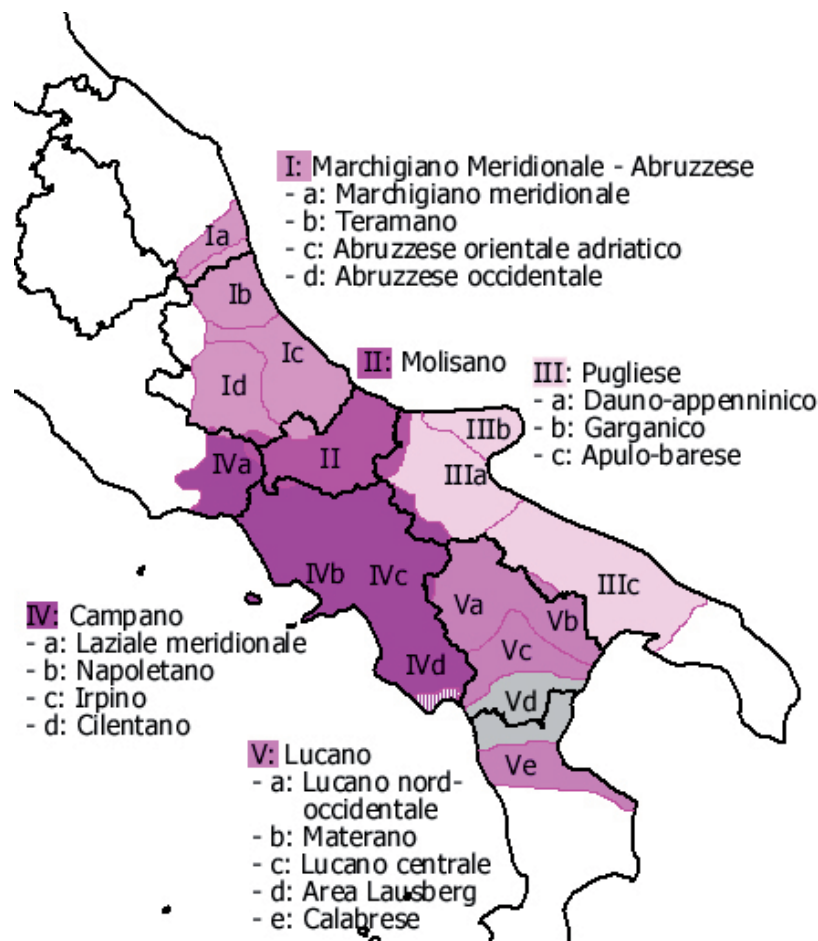 I: Marchigiano Meridionale - Abruzzese
- a: Marchigiano meridionale
- b: Teramano
- c: Abruzzese orientale adriatico
- d: Abruzzese occidentale
Ia
Ib
Ic
Id
II: Molisano
III: Pugliese
- a: Dauno-appenninico
- b: Garganico
- c: Apulo-barese
IIIb
IVa
II
IIIa
IVb
IVc
IIIc
Va
Vb
Vc
IVd
Vd
Ve
IV: Campano
- a: Laziale meridionale
- b: Napoletano
- c: Irpino
- d: Cilentano
V: Lucano
- a: Lucano nord-
occidentale
- b: Materano
- c: Lucano centrale
- d: Area Lausberg
- e: Calabrese